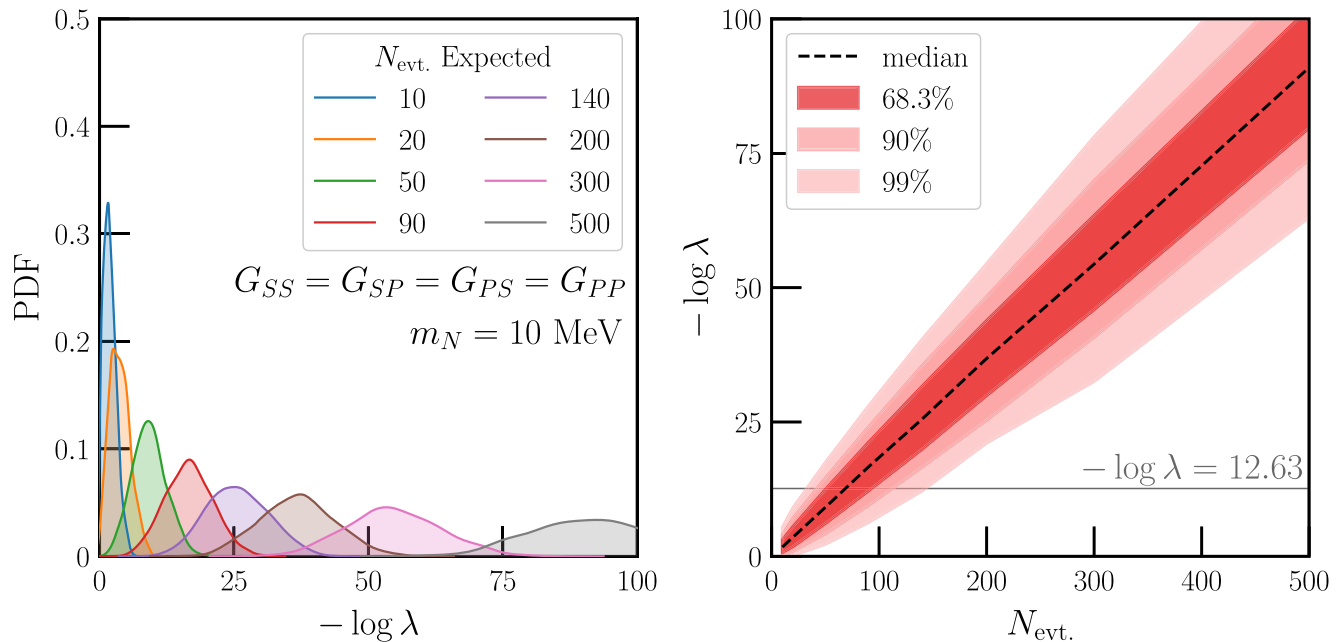 0.5
0.4
0.3
0.2
0.1
0
PDF
N_evt. Expected
10 140
20 200
50 300
90 500
G_SS = G_SP = G_PS = G_PP
m_N = 10 MeV
0 25 50 75 100
− log λ
100
75
50
25
0
− log λ
median
68.3%
90%
99%
− log λ = 12.63
0 100 200 300 400 500
N_evt.